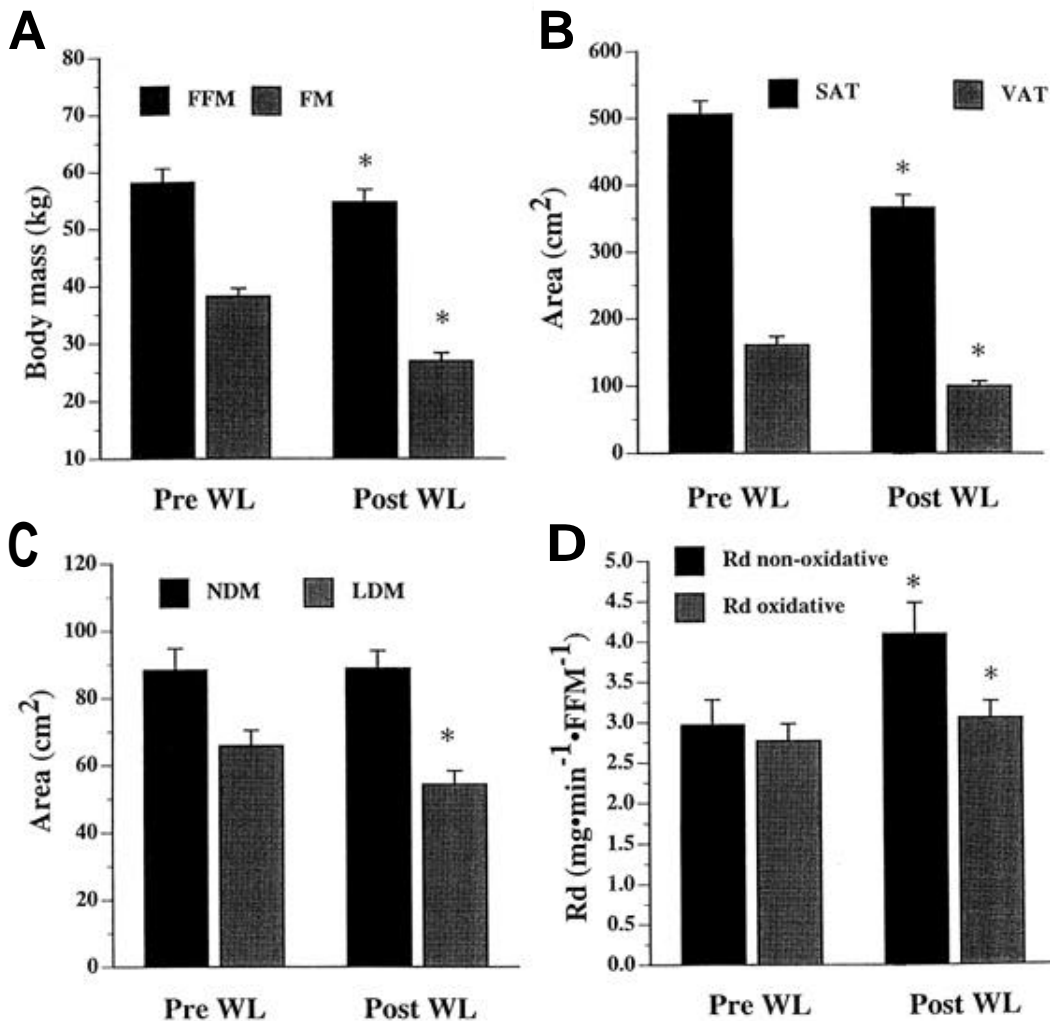 A
80
70
60
50
40
30
20
10
Body mass (kg)
FFM FM
*
*
Pre WL Post WL
B
600
500
400
300
200
100
0
Area (cm²)
SAT VAT
*
*
Pre WL Post WL
C
120
100
80
60
40
20
0
Area (cm²)
NDM LDM
*
Pre WL Post WL
D
5.0
4.5
4.0
3.5
3.0
2.5
2.0
1.5
1.0
0.5
0.0
Rd (mg•min⁻¹•FFM⁻¹)
Rd non-oxidative
Rd oxidative
*
*
Pre WL Post WL